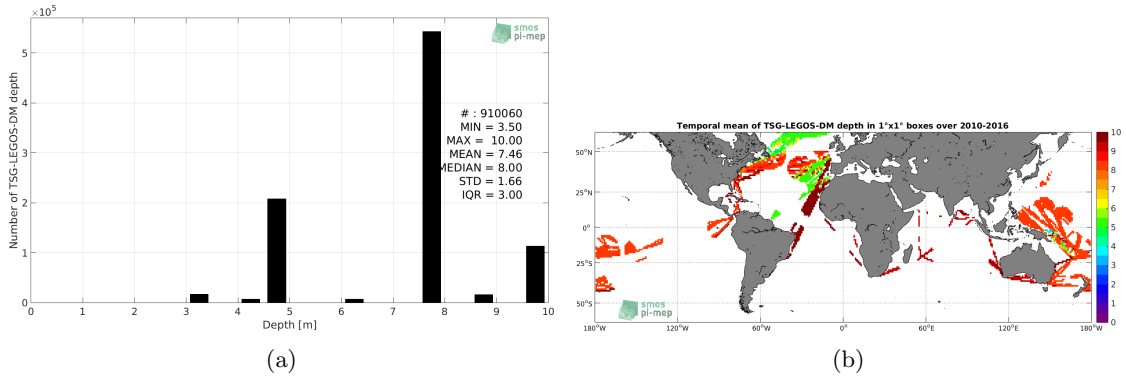 ×10⁵
smos
pi-mep
5
4
3
2
1
0
Number of TSG-LEGOS-DM depth
# : 910060
MIN = 3.50
MAX = 10.00
MEAN = 7.46
MEDIAN = 8.00
STD = 1.66
IQR = 3.00
0 1 2 3 4 5 6 7 8 9 10
Depth [m]
(a)
Temporal mean of TSG-LEGOS-DM depth in 1°x1° boxes over 2010-2016
50°N
25°N
0°
25°S
50°S
smos
pi-mep
180°W 120°W 60°W 0° 60°E 120°E 180°E
10
9
8
7
6
5
4
3
2
1
0
(b)